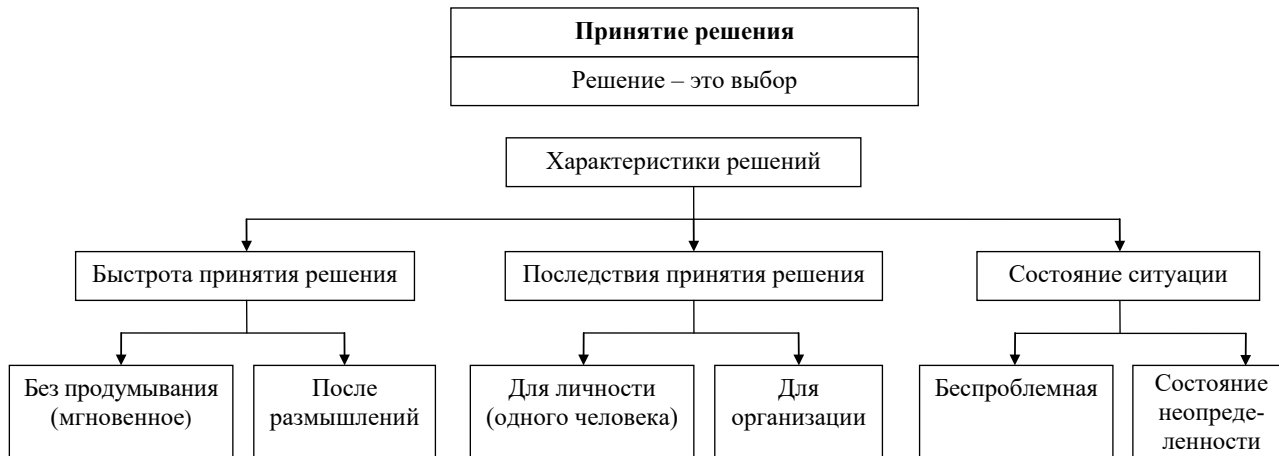 Принятие решения
Решение – это выбор
Характеристики решений
Быстрота принятия решения
Последствия принятия решения
Состояние ситуации
Без продумывания
(мгновенное)
После
размышлений
Для личности
(одного человека)
Для
организации
Беспроблемная
Состояние
неопреде-
ленности